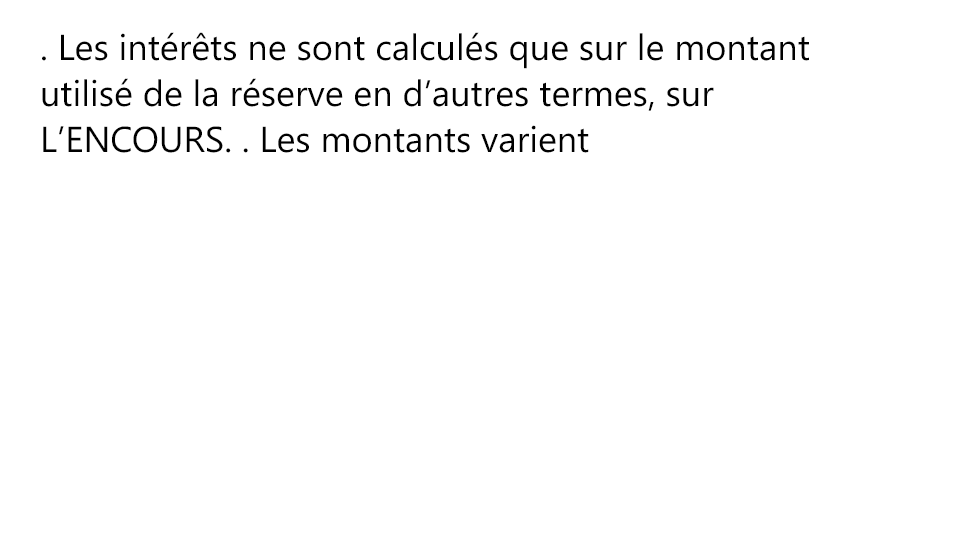 . Les intérêts ne sont calculés que sur le montant
utilisé de la réserve en d’autres termes, sur
L’ENCOURS. . Les montants varient